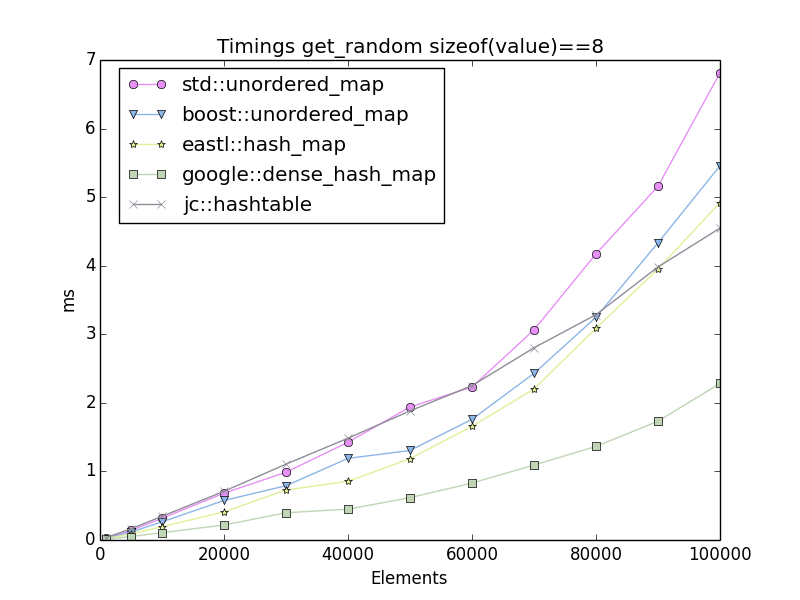 Timings get_random sizeof(value)==8
7
6
5
4
3
2
1
0
ms
std::unordered_map
boost::unordered_map
eastl::hash_map
google::dense_hash_map
jc::hashtable
0 20000 40000 60000 80000 100000
Elements